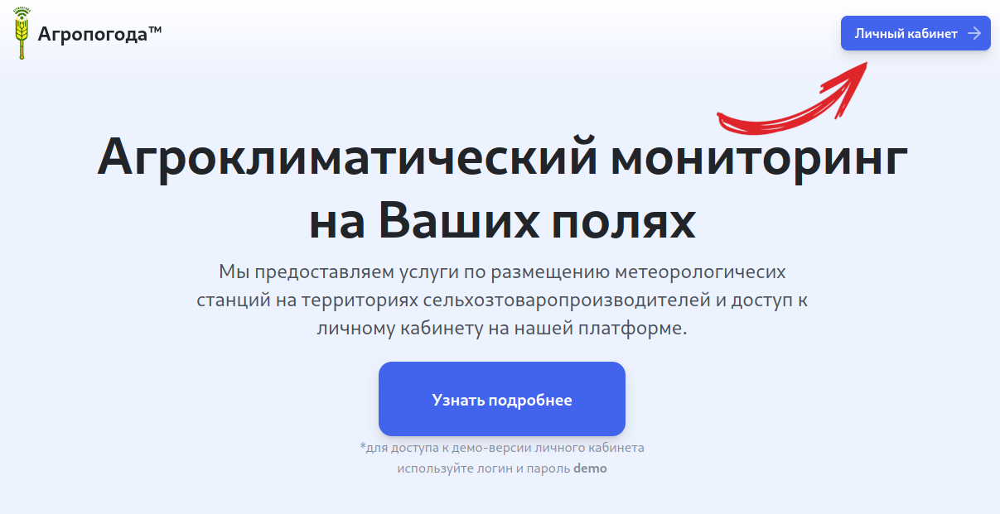 Агропогода™
Личный кабинет
Агроклиматический мониторинг
на Ваших полях
Мы предоставляем услуги по размещению метеорологичесих
станций на территориях сельхозтоваропроизводителей и доступ к
личному кабинету на нашей платформе.
Узнать подробнее
*для доступа к демо-версии личного кабинета
используйте логин и пароль demo